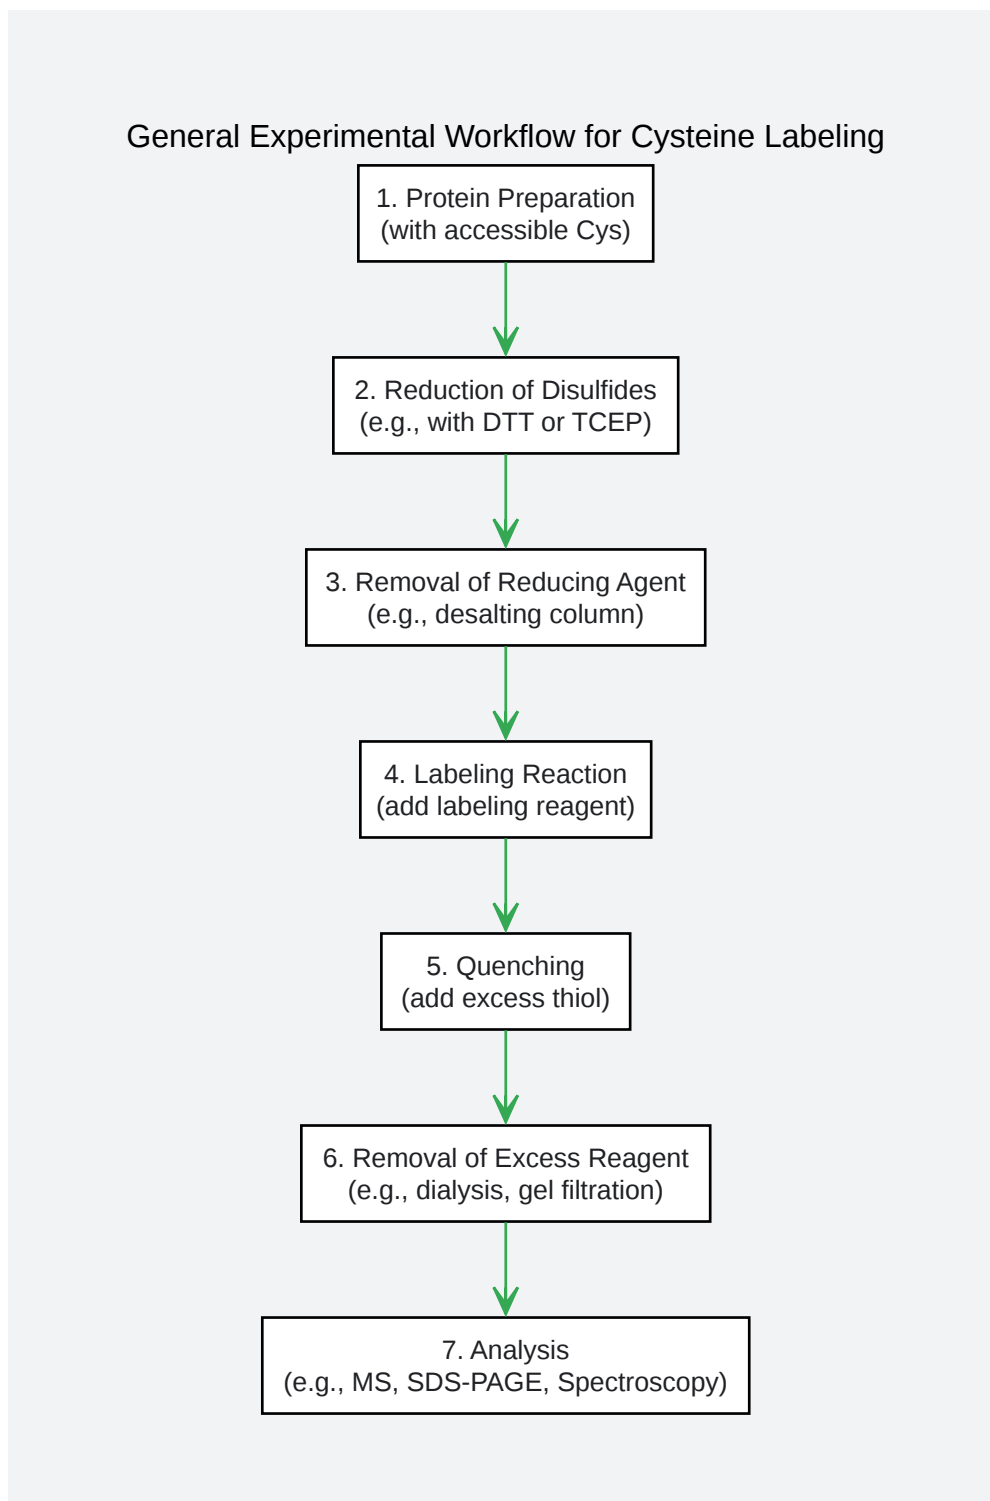 General Experimental Workflow for Cysteine Labeling
1. Protein Preparation
(with accessible Cys)
2. Reduction of Disulfides
(e.g., with DTT or TCEP)
3. Removal of Reducing Agent
(e.g., desalting column)
4. Labeling Reaction
(add labeling reagent)
5. Quenching
(add excess thiol)
6. Removal of Excess Reagent
(e.g., dialysis, gel filtration)
7. Analysis
(e.g., MS, SDS-PAGE, Spectroscopy)